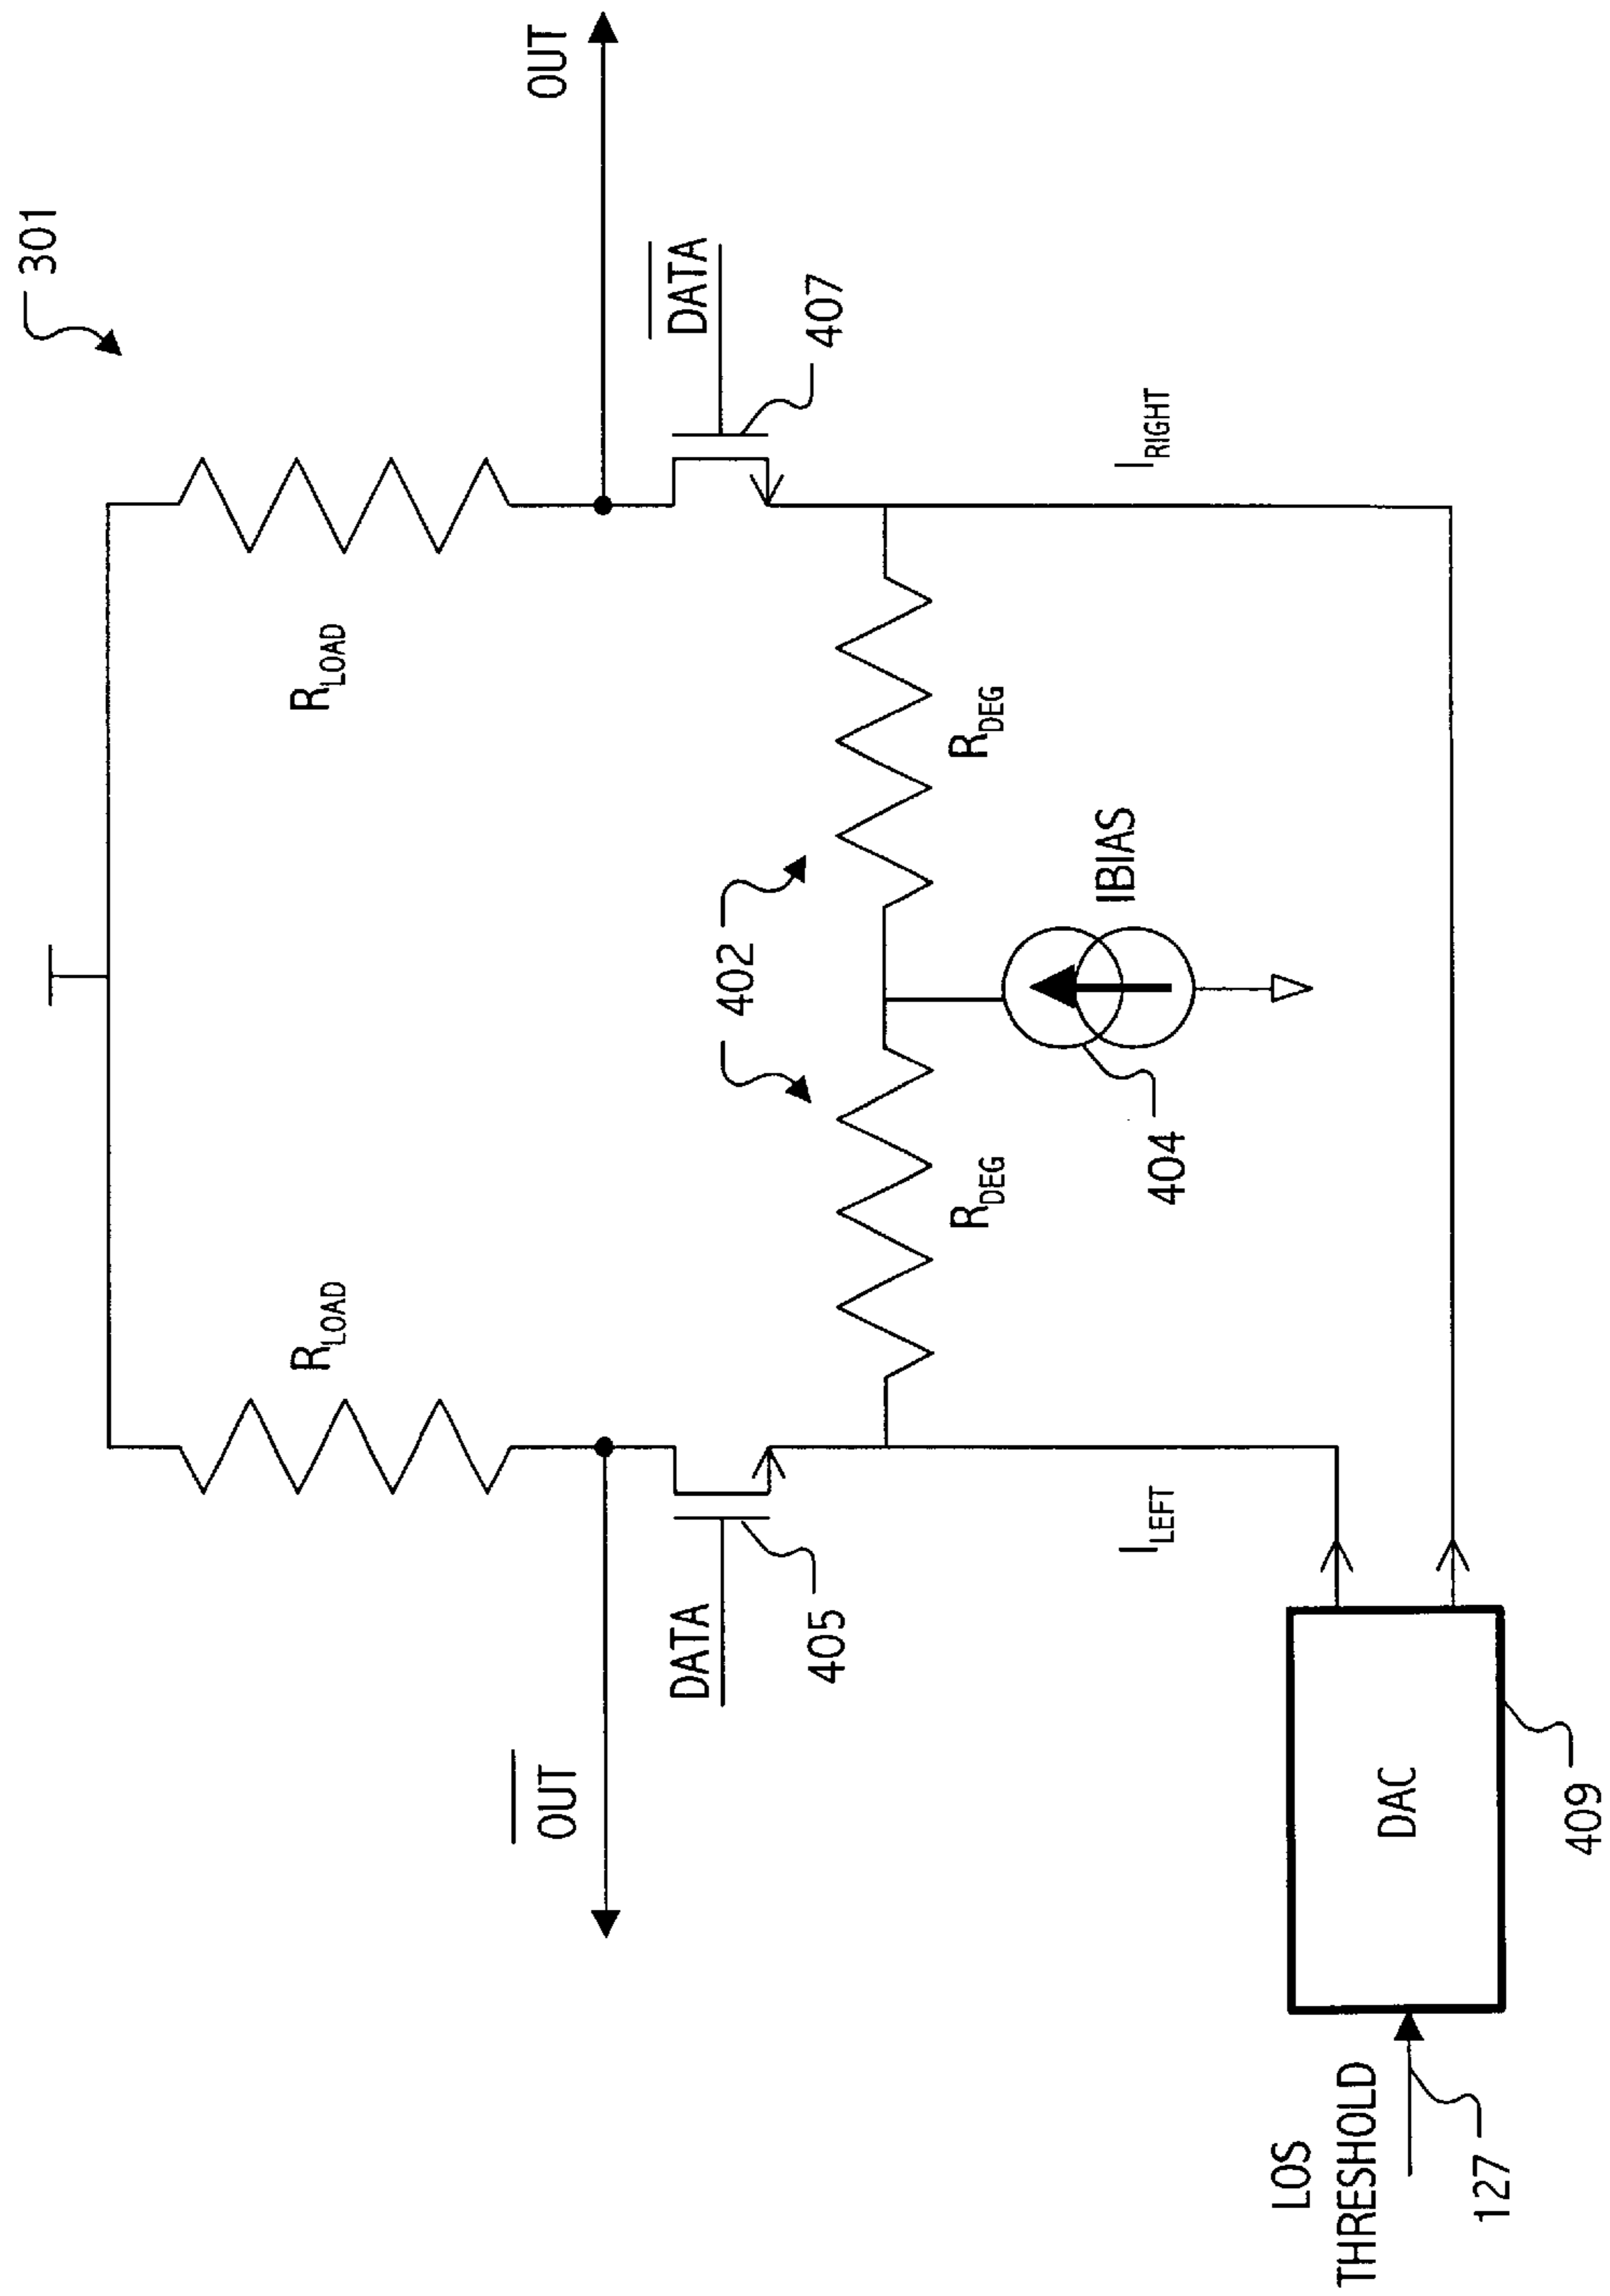 301
R_LOAD
R_LOAD
OUT
OUT
DATA
DATA
405
407
402
R_DEG
R_DEG
I_LEFT
IBIAS
I_RIGHT
404
LOS
THRESHOLD
127
DAC
409